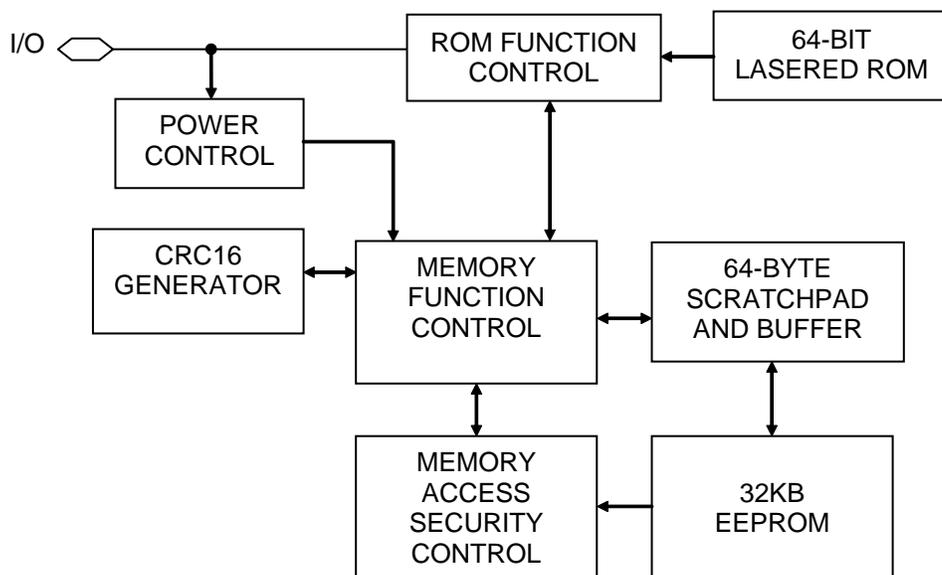 I/O
ROM FUNCTION
CONTROL
64-BIT
LASERED ROM
POWER
CONTROL
CRC16
GENERATOR
MEMORY
FUNCTION
CONTROL
64-BYTE
SCRATCHPAD
AND BUFFER
MEMORY
ACCESS
SECURITY
CONTROL
32KB
EEPROM